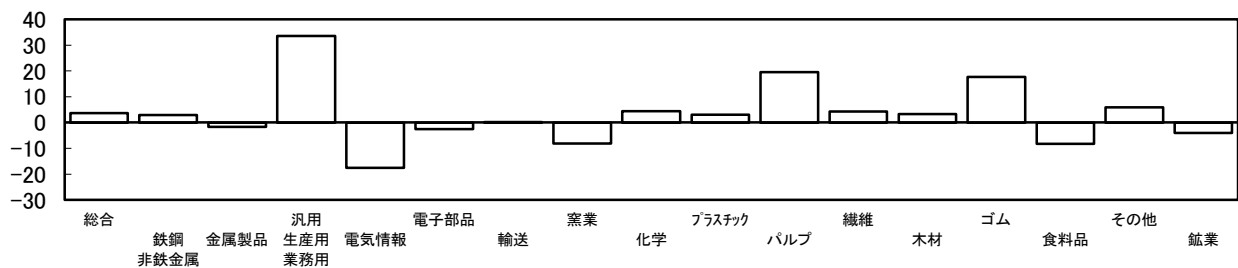 40
30
20
10
0
-10
-20
-30
総合
鉄鋼
非鉄金属
金属製品
汎用
生産用
業務用
電気情報
電子部品
輸送
窯業
化学
プラスチック
パルプ
繊維
木材
ゴム
食料品
その他
鉱業